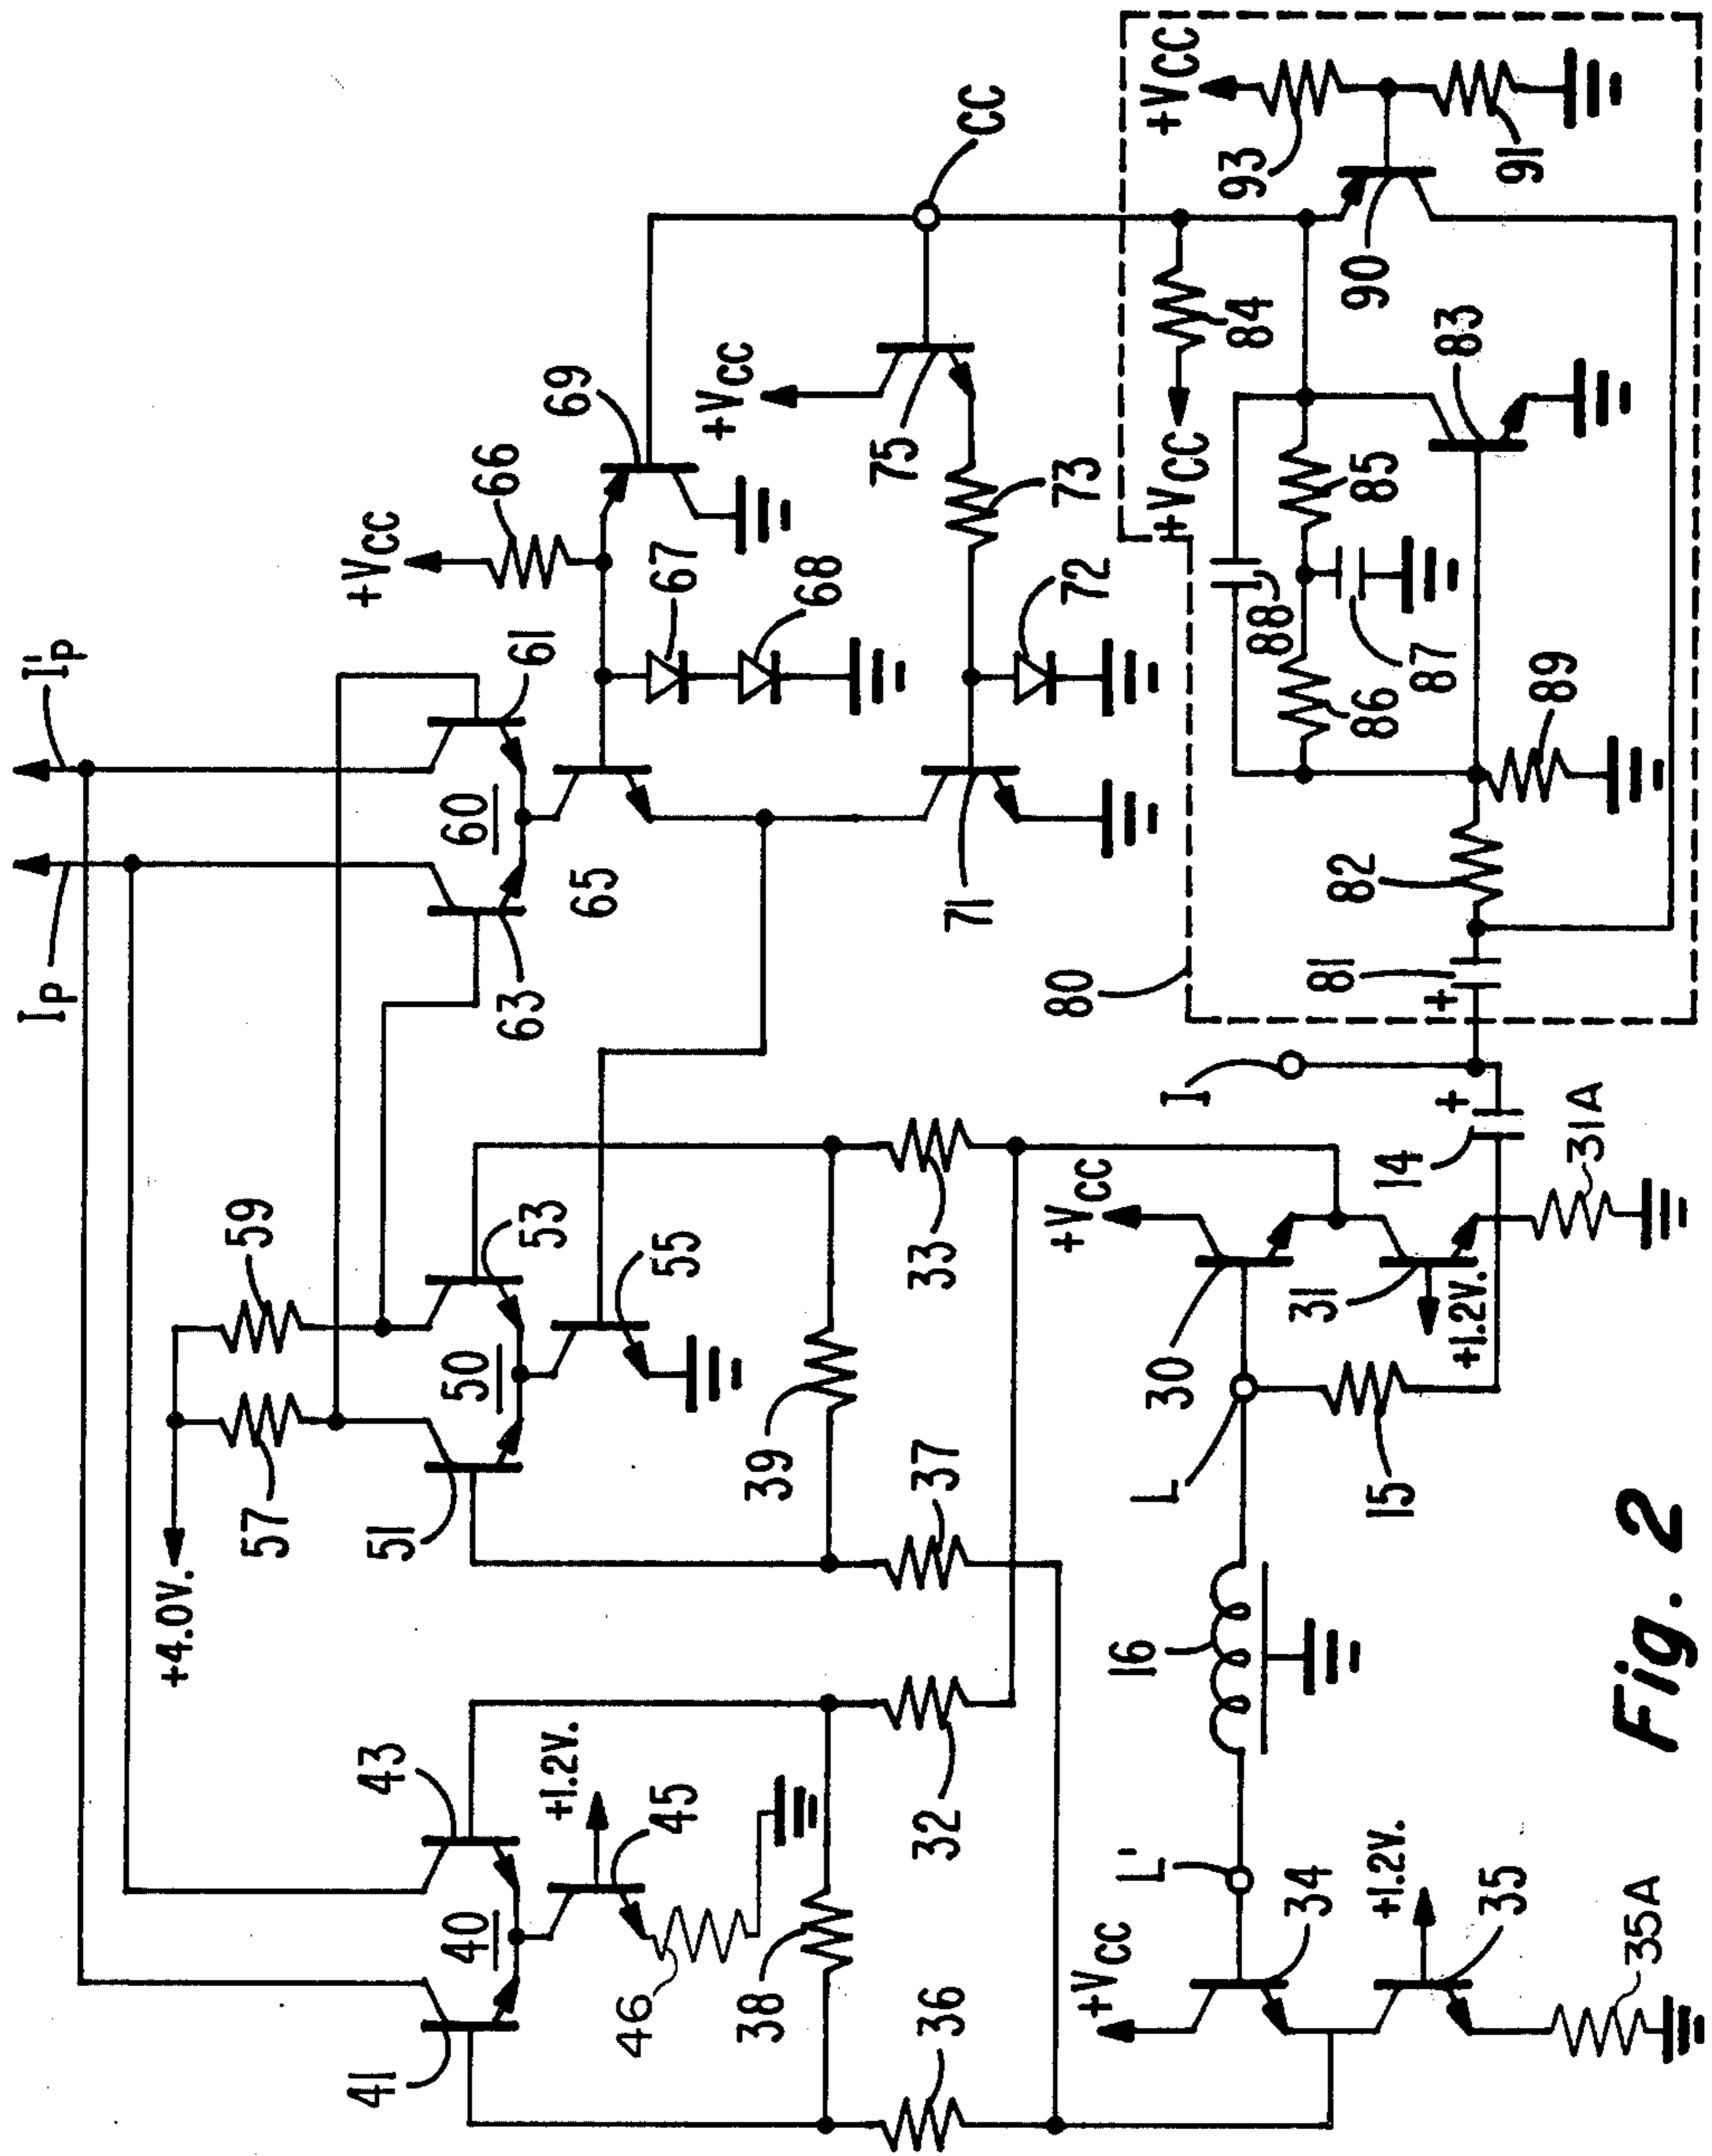 Ip
I'p
+4.0V.
57
59
51
50
53
55
63
60
61
65
+VCC
66
69
67
68
+VCC
75
CC
73
72
71
41
40
43
+1.2V.
45
46
38
39
36
32
37
33
+VCC
34
L'
+1.2V.
35
35A
16
L
30
+VCC
15
31
+1.2V.
31A
14
+
I
80
+
81
82
89
86
88
87
85
83
+VCC
84
90
93
+VCC
91
Fig. 2